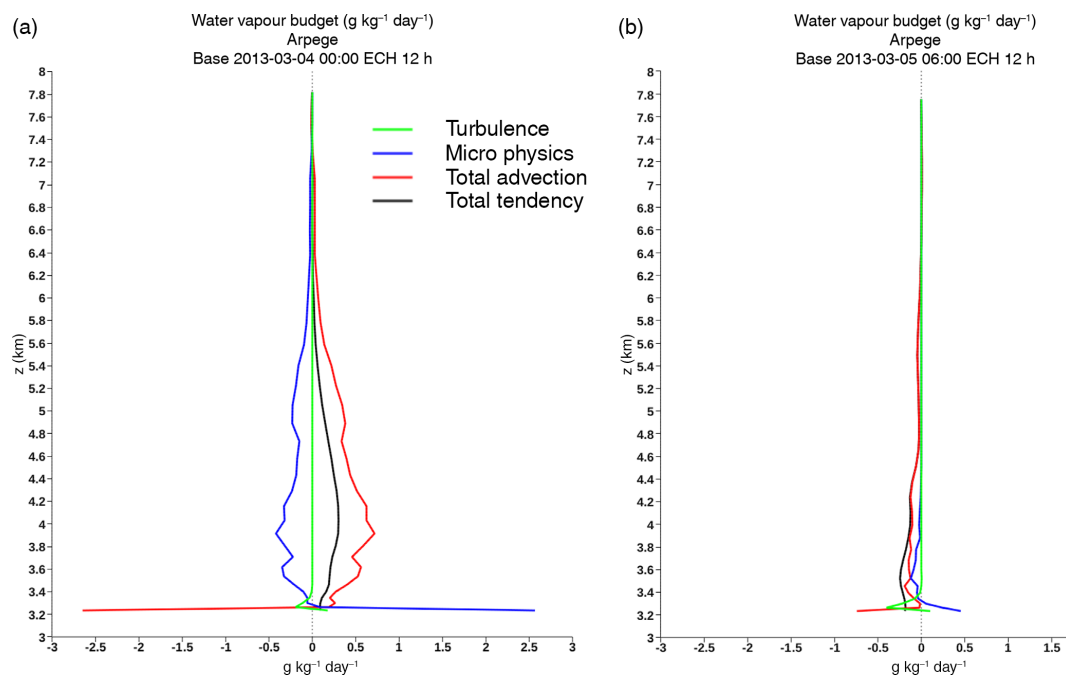 (a)
Water vapour budget (g kg⁻¹ day⁻¹)
Arpege
Base 2013-03-04 00:00 ECH 12 h
8
7.8
7.6
7.4
7.2
7
6.8
6.6
6.4
6.2
6
5.8
5.6
5.4
5.2
5
4.8
4.6
4.4
4.2
4
3.8
3.6
3.4
3.2
3
z (km)
Turbulence
Micro physics
Total advection
Total tendency
-3 -2.5 -2 -1.5 -1 -0.5 0 0.5 1 1.5 2 2.5 3
g kg⁻¹ day⁻¹
(b)
Water vapour budget (g kg⁻¹ day⁻¹)
Arpege
Base 2013-03-05 06:00 ECH 12 h
8
7.8
7.6
7.4
7.2
7
6.8
6.6
6.4
6.2
6
5.8
5.6
5.4
5.2
5
4.8
4.6
4.4
4.2
4
3.8
3.6
3.4
3.2
3
z (km)
-3 -2.5 -2 -1.5 -1 -0.5 0 0.5 1 1.5
g kg⁻¹ day⁻¹